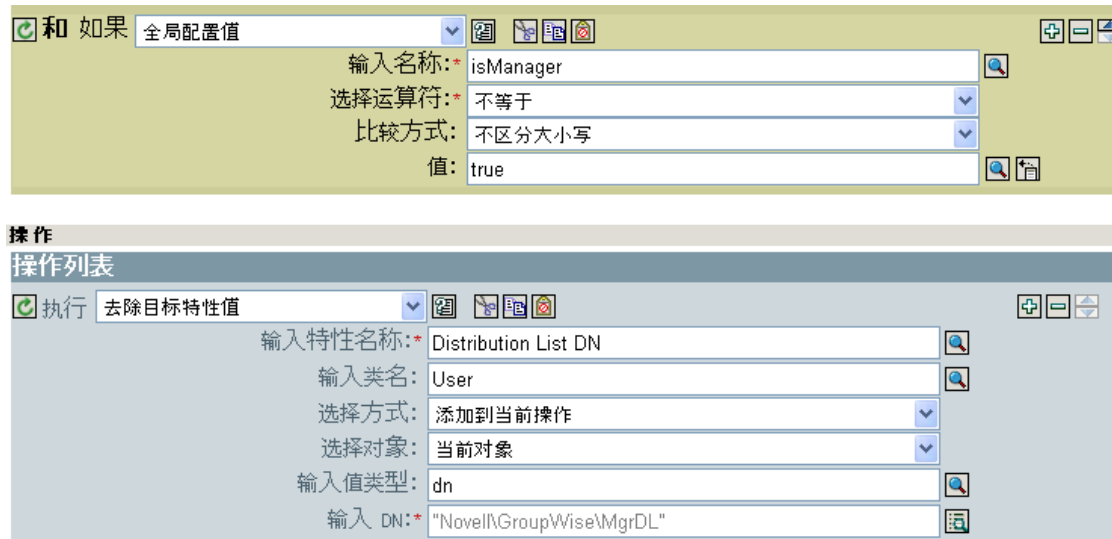 和 如果 全局配置值
输入名称:* isManager
选择运算符:* 不等于
比较方式: 不区分大小写
值: true
操作
操作列表
执行 去除目标特性值
输入特性名称:* Distribution List DN
输入类名: User
选择方式: 添加到当前操作
选择对象: 当前对象
输入值类型: dn
输入 DN:* "Novell\GroupWise\MgrDL"